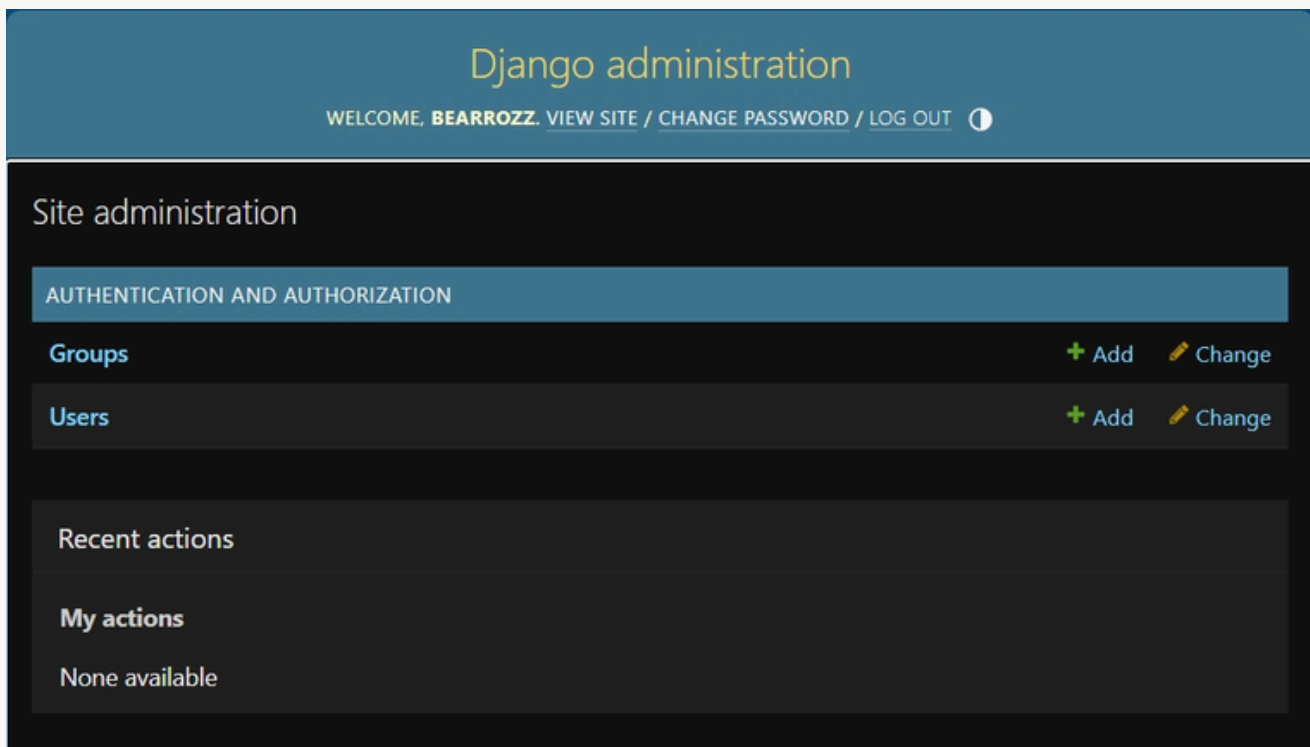 Django administration
WELCOME, BEARROZZ. VIEW SITE / CHANGE PASSWORD / LOG OUT
Site administration
AUTHENTICATION AND AUTHORIZATION
Groups Add Change
Users Add Change
Recent actions
My actions
None available